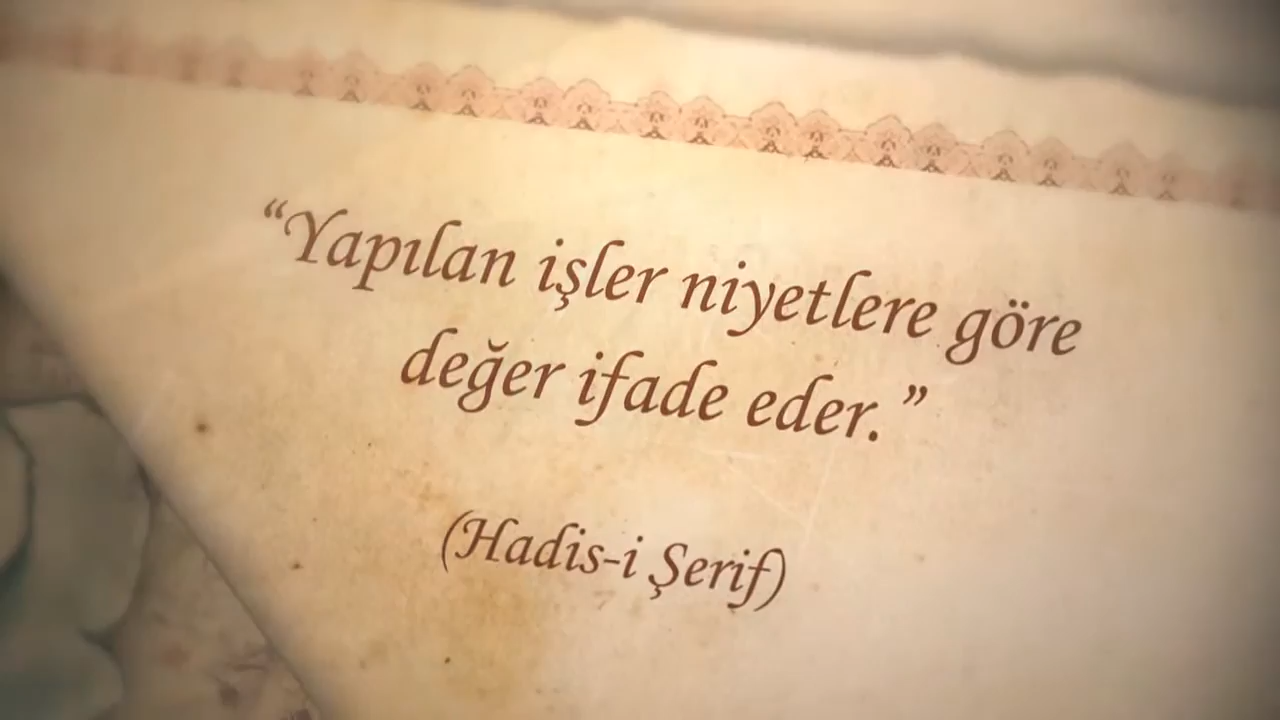 “Yapılan işler niyetlere göre
değer ifade eder.”
(Hadis-i Şerif)